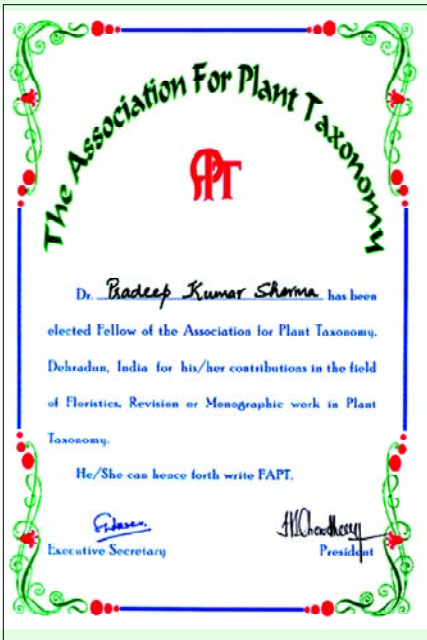 The Association For Plant Taxonomy
APT
Dr. Pradeep Kumar Sharma has been
elected Fellow of the Association for Plant Taxonomy,
Dehradun, India for his/her contributions in the field
of Floristics, Revision or Monographic work in Plant
Taxonomy.
He/She can hence forth write FAPT.
Executive Secretary
President